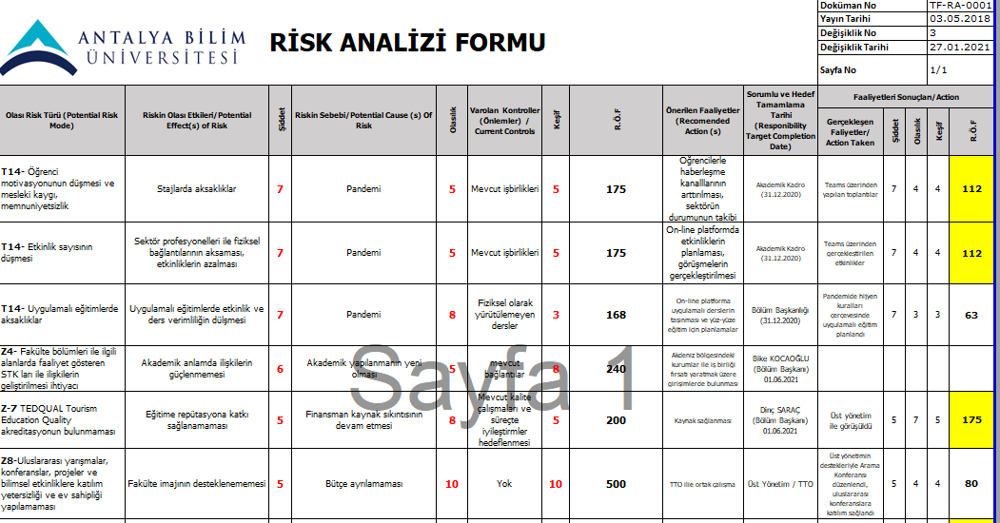 ANTALYA BİLİM
ÜNİVERSİTESİ
RİSK ANALİZİ FORMU
Doküman No TF-RA-0001
Yayın Tarihi 03.05.2018
Değişiklik No 3
Değişiklik Tarihi 27.01.2021
Sayfa No 1/1
Olası Risk Türü (Potential Risk
Mode)
Riskin Olası Etkileri/Potential
Effect(s) of Risk
Şiddet
Riskin Sebebi/Potential Cause (s) Of
Risk
Olasılık
Varolan Kontroller
(Önlemler) /
Current Controls
Keşif
R.Ö.F
Önerilen Faaliyetler
(Recomended
Action (s)
Sorumlu ve Hedef
Tamamlama
Tarihi
(Responibility
Target Completion
Date)
Faaliyetleri Sonuçları/Action
Gerçekleşen
Faliyetler/
Action Taken
Şiddet
Olasılık
Keşif
R.Ö.F
T14- Öğrenci
motivasyonunun düşmesi ve
mesleki kaygı,
memnuniyetsizlik
Stajlarda aksaklıklar
7
Pandemi
5
Mevcut işbirlikleri
5
175
Öğrencilerle
haberleşme
kanalllarının
arttırılması,
sektörün
durumunun takibi
Akademik Kadro
(31.12.2020)
Teams üzerinden
yapılan toplantılar
7
4
4
112
T14- Etkinlik sayısının
düşmesi
Sektör profesyonelleri ile fiziksel
bağlantılarının aksaması,
etkinliklerin azalması
7
Pandemi
5
Mevcut işbirlikleri
5
175
On-line platformda
etkinliklerin
planlaması,
görüşmelerin
gerçekleştirilmesi
Akademik Kadro
(31.12.2020)
Teams üzerinden
gerçekleştirilen
etkinlikler
7
4
4
112
T14- Uygulamalı eğitimlerde
aksaklıklar
Uygulamalı eğitimlerde etkinlik ve
ders verimliliğin dülşmesi
7
Pandemi
8
Fiziksel olarak
yürütülemeyen
dersler
3
168
On-line platforma
uygulamalı derslerin
taşınması ve yüz-yüze
eğitim için planlamalar
Bölüm Başkanlığı
(31.12.2020)
Pandemide hijyen
kuralları
çerçevesinde
uygulamalı eğitim
planlandı
7
3
3
63
Z4- Fakülte bölümleri ile ilgili
alanlarda faaliyet gösteren
STK ları ile ilişkilerin
geliştirilmesi ihtiyacı
Akademik anlamda ilişkilerin
güçlenmemesi
6
Akademik yapılanmanın yeni
olması
5
mevcut
bağlantılar
8
240
Akdeniz bölgesindeki
kurumlar ile iş birliği
fırsatı yaratmak üzere
girişimlerde bulunması
Bike KOCAOĞLU
(Bölüm Başkanı)
01.06.2021
Sayfa 1
Z-7 TEDQUAL Tourism
Education Quality
akreditasyonun bulunmaması
Eğitime repütasyona katkı
sağlanamaması
5
Finansman kaynak sıkıntısının
devam etmesi
8
Mevcut kalite
çalışmaları ve
süreçte
iyileştirmler
hedeflenmesi
5
200
Kaynak sağlanması
Dinç SARAÇ
(Bölüm Başkanı)
01.06.2021
Üst yönetim
ile görüşüldü
5
7
5
175
Z8-Uluslararası yarışmalar,
konferanslar, projeler ve
bilimsel etkinliklere katılım
yetersizliği ve ev sahipliği
yapılamaması
Fakülte imajının desteklenememesi
5
Bütçe ayrılamaması
10
Yok
10
500
TTO ille ortak çalışma
Üst Yönetim / TTO
Üst yönetimin
destekleriyle Arama
Konferansı
düzenlendi,
uluslararası
konferanslara
katılım sağlandı
5
4
4
80